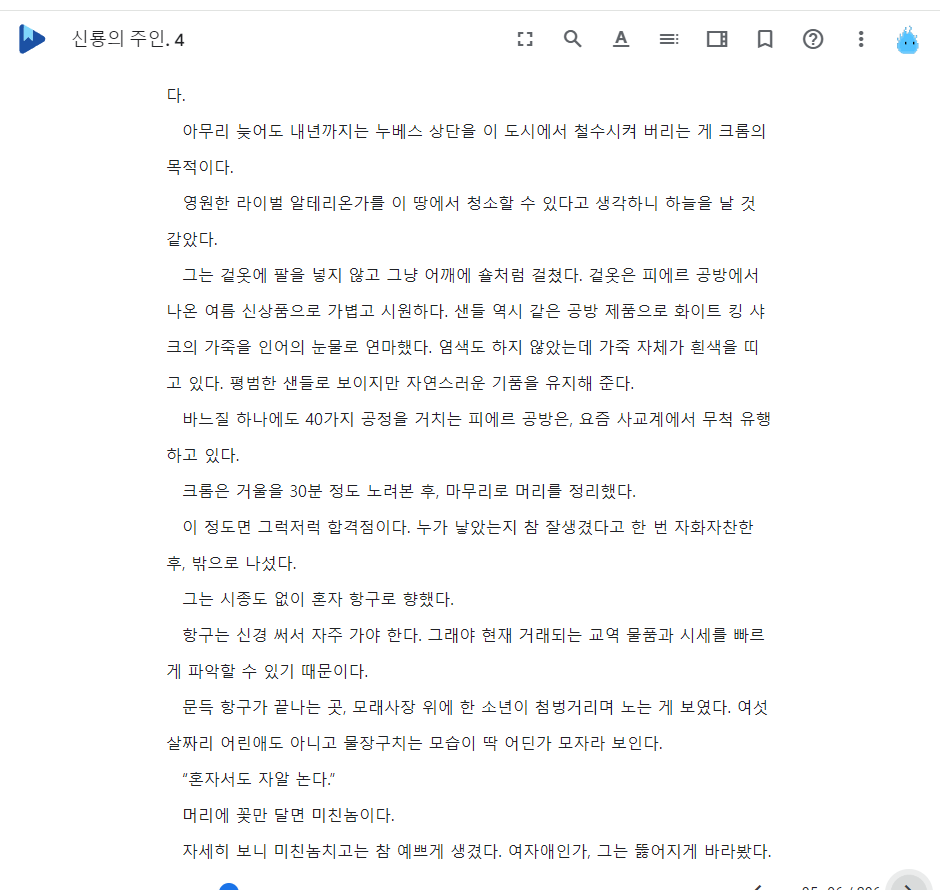 신룡의 주인. 4
다.
아무리 늦어도 내년까지는 누베스 상단을 이 도시에서 철수시켜 버리는 게 크롬의
목적이다.
영원한 라이벌 알테리온가를 이 땅에서 청소할 수 있다고 생각하니 하늘을 날 것
같았다.
그는 겉옷에 팔을 넣지 않고 그냥 어깨에 숄처럼 걸쳤다. 겉옷은 피에르 공방에서
나온 여름 신상품으로 가볍고 시원하다. 샌들 역시 같은 공방 제품으로 화이트 킹 샤
크의 가죽을 인어의 눈물로 연마했다. 염색도 하지 않았는데 가죽 자체가 흰색을 띠
고 있다. 평범한 샌들로 보이지만 자연스러운 기품을 유지해 준다.
바느질 하나에도 40가지 공정을 거치는 피에르 공방은, 요즘 사교계에서 무척 유행
하고 있다.
크롬은 거울을 30분 정도 노려본 후, 마무리로 머리를 정리했다.
이 정도면 그럭저럭 합격점이다. 누가 낳았는지 참 잘생겼다고 한 번 자화자찬한
후, 밖으로 나섰다.
그는 시종도 없이 혼자 항구로 향했다.
항구는 신경 써서 자주 가야 한다. 그래야 현재 거래되는 교역 물품과 시세를 빠르
게 파악할 수 있기 때문이다.
문득 항구가 끝나는 곳, 모래사장 위에 한 소년이 첨벙거리며 노는 게 보였다. 여섯
살짜리 어린애도 아니고 물장구치는 모습이 딱 어딘가 모자라 보인다.
“혼자서도 자알 논다.”
머리에 꽃만 달면 미친놈이다.
자세히 보니 미친놈치고는 참 예쁘게 생겼다. 여자애인가, 그는 뚫어지게 바라봤다.